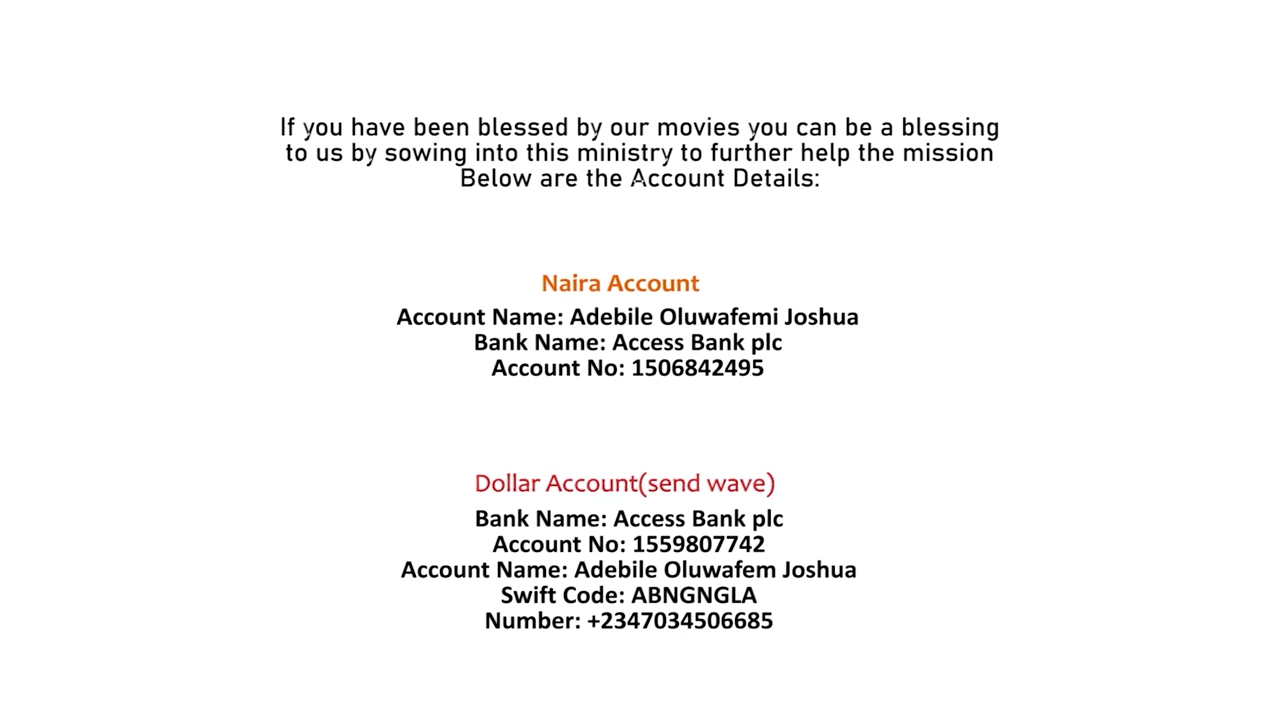 If you have been blessed by our movies you can be a blessing
to us by sowing into this ministry to further help the mission
Below are the Account Details:
Naira Account
Account Name: Adebile Oluwafemi Joshua
Bank Name: Access Bank plc
Account No: 1506842495
Dollar Account(send wave)
Bank Name: Access Bank plc
Account No: 1559807742
Account Name: Adebile Oluwafem Joshua
Swift Code: ABNGNGLA
Number: +2347034506685